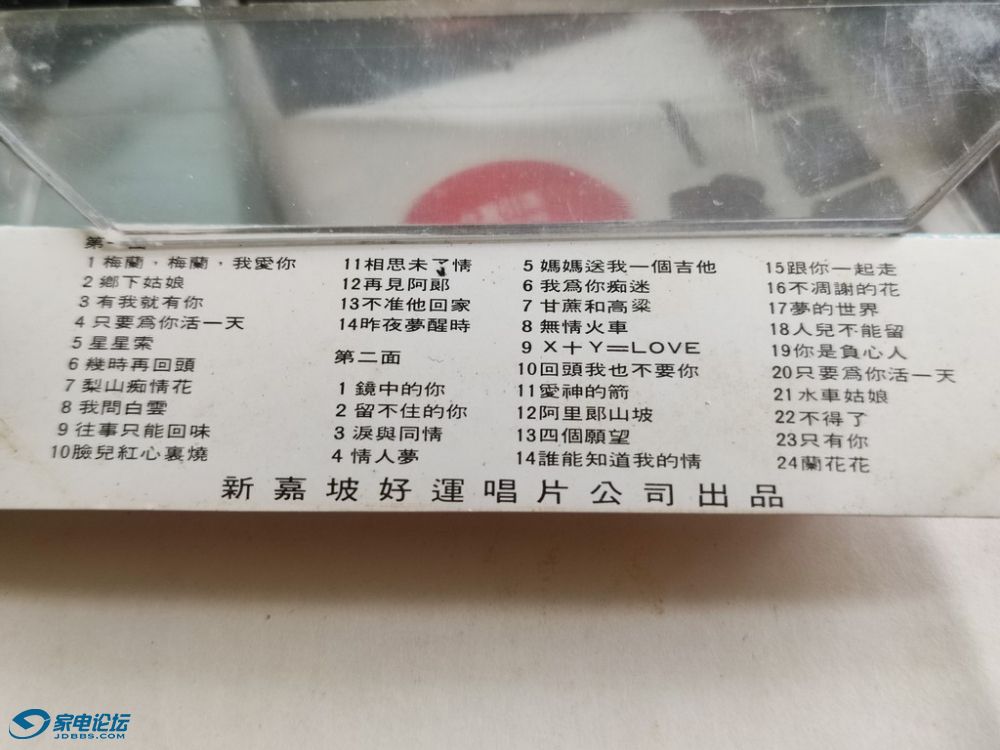 第一面
1 梅蘭，梅蘭，我愛你
2 鄉下姑娘
3 有我就有你
4 只要爲你活一天
5 星星索
6 幾時再回頭
7 梨山痴情花
8 我問白雲
9 往事只能回味
10 臉兒紅心裏燒
11 相思未了情
12 再見阿郎
13 不准他回家
14 昨夜夢醒時
第二面
1 鏡中的你
2 留不住的你
3 淚與同情
4 情人夢
5 媽媽送我一個吉他
6 我爲你痴迷
7 甘蔗和高粱
8 無情火車
9 X+Y=LOVE
10 回頭我也不要你
11 愛神的箭
12 阿里郎山坡
13 四個願望
14 誰能知道我的情
15 跟你一起走
16 不凋謝的花
17 夢的世界
18 人兒不能留
19 你是負心人
20 只要爲你活一天
21 水車姑娘
22 不得了
23 只有你
24 蘭花花
新嘉坡好運唱片公司出品
家电论坛
JDBBS.COM